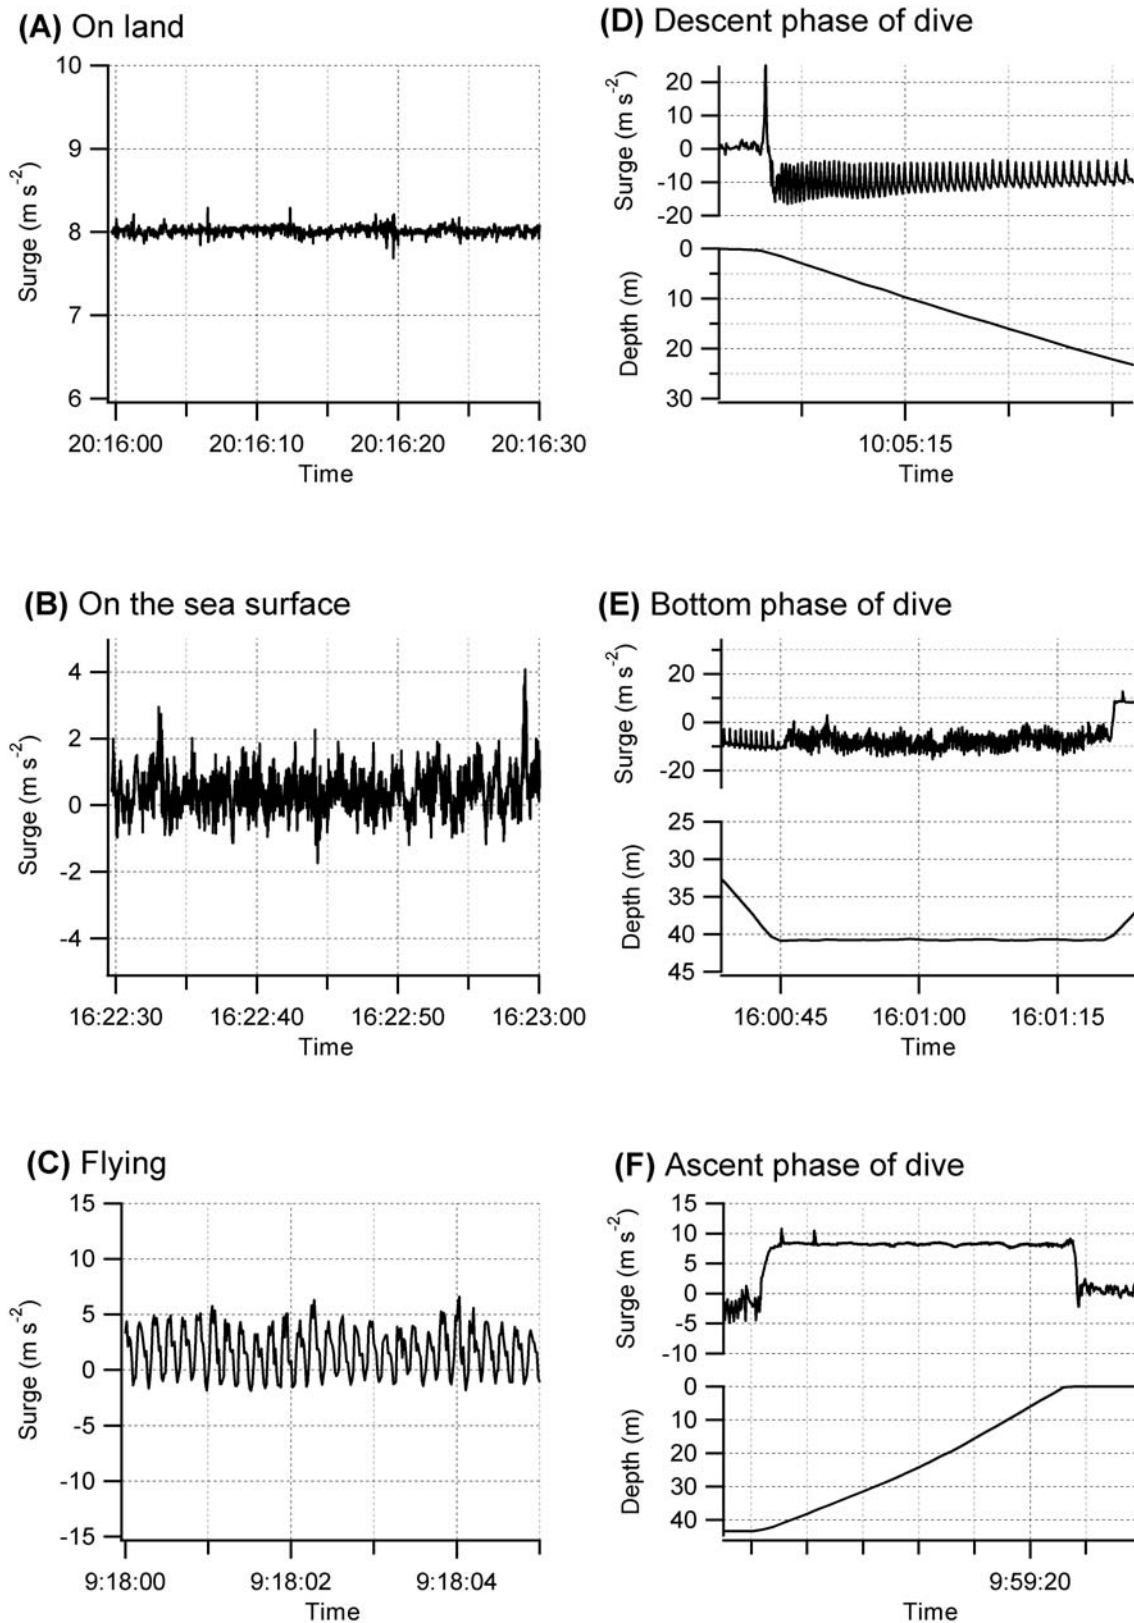 (A) On land
10
9
8
7
6
Surge (m s-2)
20:16:00 20:16:10 20:16:20 20:16:30
Time
(D) Descent phase of dive
20
10
0
-10
-20
Surge (m s-2)
0
10
20
30
Depth (m)
10:05:15
Time
(B) On the sea surface
4
2
0
-2
-4
Surge (m s-2)
16:22:30 16:22:40 16:22:50 16:23:00
Time
(E) Bottom phase of dive
20
0
-20
Surge (m s-2)
25
30
35
40
45
Depth (m)
16:00:45 16:01:00 16:01:15
Time
(C) Flying
15
10
5
0
-5
-10
-15
Surge (m s-2)
9:18:00 9:18:02 9:18:04
Time
(F) Ascent phase of dive
15
10
5
0
-5
-10
Surge (m s-2)
0
10
20
30
40
Depth (m)
9:59:20
Time